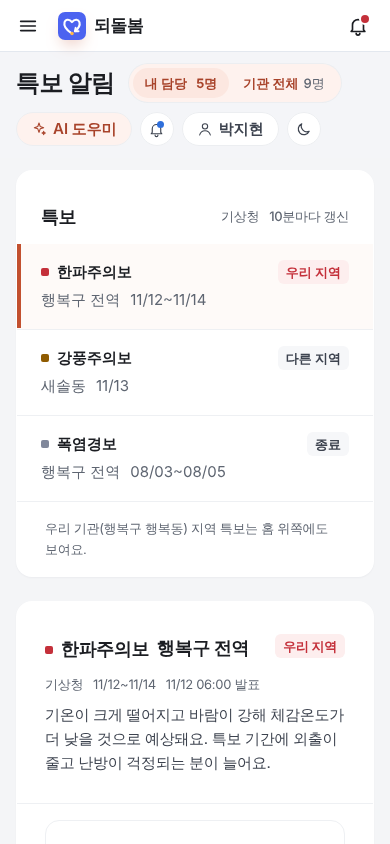 되돌봄
특보 알림
내 담당 5명
기관 전체 9명
AI 도우미
박지현
특보
기상청 10분마다 갱신
한파주의보
우리 지역
행복구 전역 11/12~11/14
강풍주의보
다른 지역
새솔동 11/13
폭염경보
종료
행복구 전역 08/03~08/05
우리 기관(행복구 행복동) 지역 특보는 홈 위쪽에도
보여요.
한파주의보 행복구 전역
우리 지역
기상청 11/12~11/14 11/12 06:00 발표
기온이 크게 떨어지고 바람이 강해 체감온도가
더 낮을 것으로 예상돼요. 특보 기간에 외출이
줄고 난방이 걱정되는 분이 늘어요.